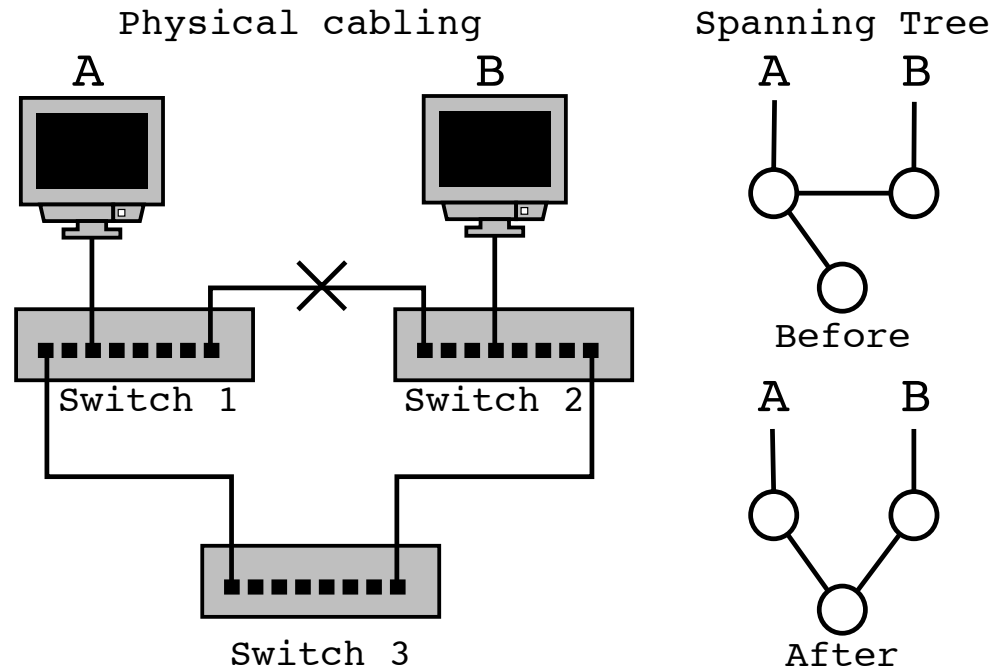 Physical cabling
A
B
Switch 1
Switch 2
Switch 3
Spanning Tree
A B
Before
A B
After